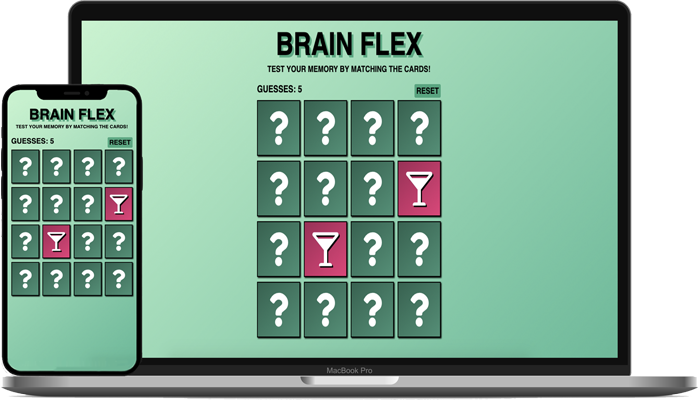 BRAIN FLEX
TEST YOUR MEMORY BY MATCHING THE CARDS!
GUESSES: 5 RESET
? ? ? ?
? ? ?
? ? ?
? ? ? ?
BRAIN FLEX
TEST YOUR MEMORY BY MATCHING THE CARDS!
GUESSES: 5 RESET
? ? ? ?
? ? ?
? ? ?
? ? ? ?
MacBook Pro